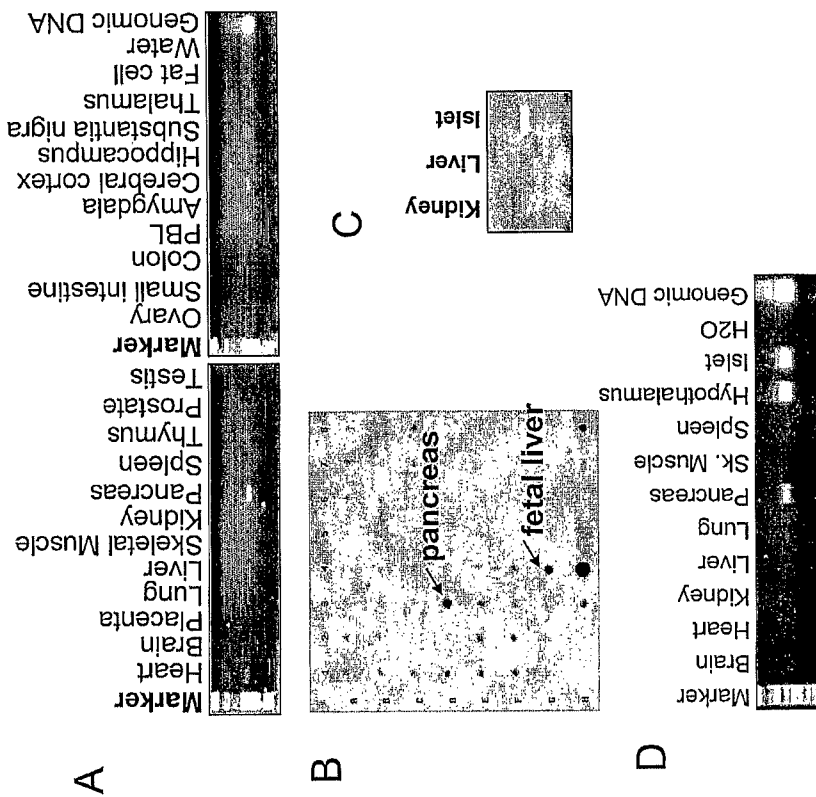 A
Marker
Heart
Brain
Placenta
Lung
Liver
Skeletal Muscle
Kidney
Pancreas
Spleen
Thymus
Prostate
Testis
Marker
Ovary
Small intestine
Colon
PBL
Amygdala
Cerebral cortex
Hippocampus
Substantia nigra
Thalamus
Fat cell
Water
Genomic DNA
B
pancreas
fetal liver
C
Kidney
Liver
Islet
D
Marker
Brain
Heart
Kidney
Liver
Lung
Pancreas
Sk. Muscle
Spleen
Hypothalamus
Islet
H2O
Genomic DNA